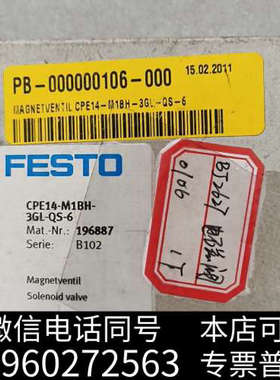 PB-000000106-000
15.02.2011
MAGNETVENTIL CPE14-M1BH-3GL-QS-6
FESTO
CPE14-M1BH-
3GL-QS-6
Mat.-Nr.: 196887
Serie: B102
Magnetventil
Solenoid valve
微信电话同号
960272563
本店可
专票普